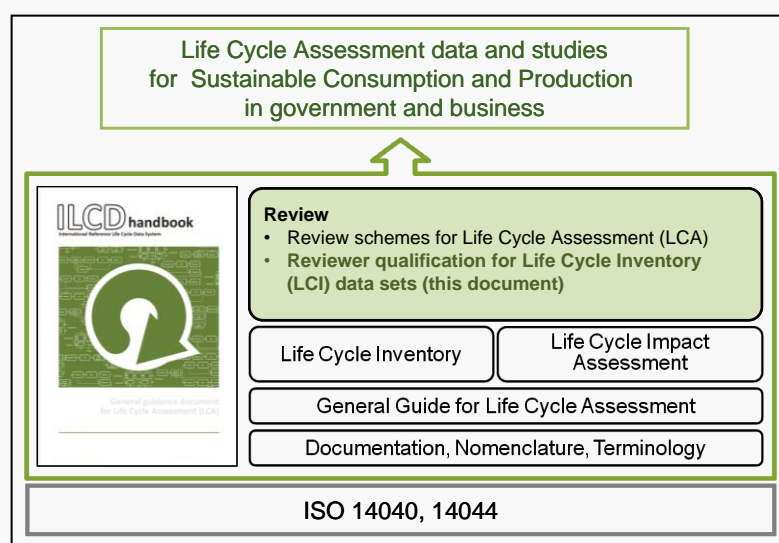 Life Cycle Assessment data and studies
for Sustainable Consumption and Production
in government and business
ILCD handbook
International Reference Life Cycle Data System
General guidance document
for Life Cycle Assessment (LCA)
Review
• Review schemes for Life Cycle Assessment (LCA)
• Reviewer qualification for Life Cycle Inventory
(LCI) data sets (this document)
Life Cycle Inventory
Life Cycle Impact
Assessment
General Guide for Life Cycle Assessment
Documentation, Nomenclature, Terminology
ISO 14040, 14044